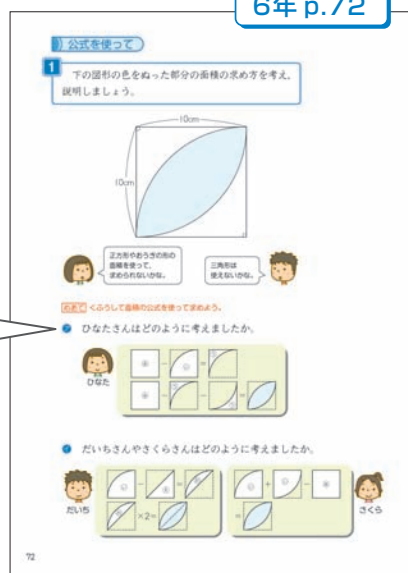 6年 p.72
公式を使って
1
下の図形の色をぬった部分の面積の求め方を考え、
説明しましょう。
10cm
10cm
正方形やおうぎの形の
面積を使って、
求められないかな。
三角形は
使えないかな。
めあて くふうして面積の公式を使って求めよう。
ひなたさんはどのように考えましたか。
ひなた
- =
- - =
だいちさんやさくらさんはどのように考えましたか。
だいち
- =
×2=
+ -
=
さくら
72